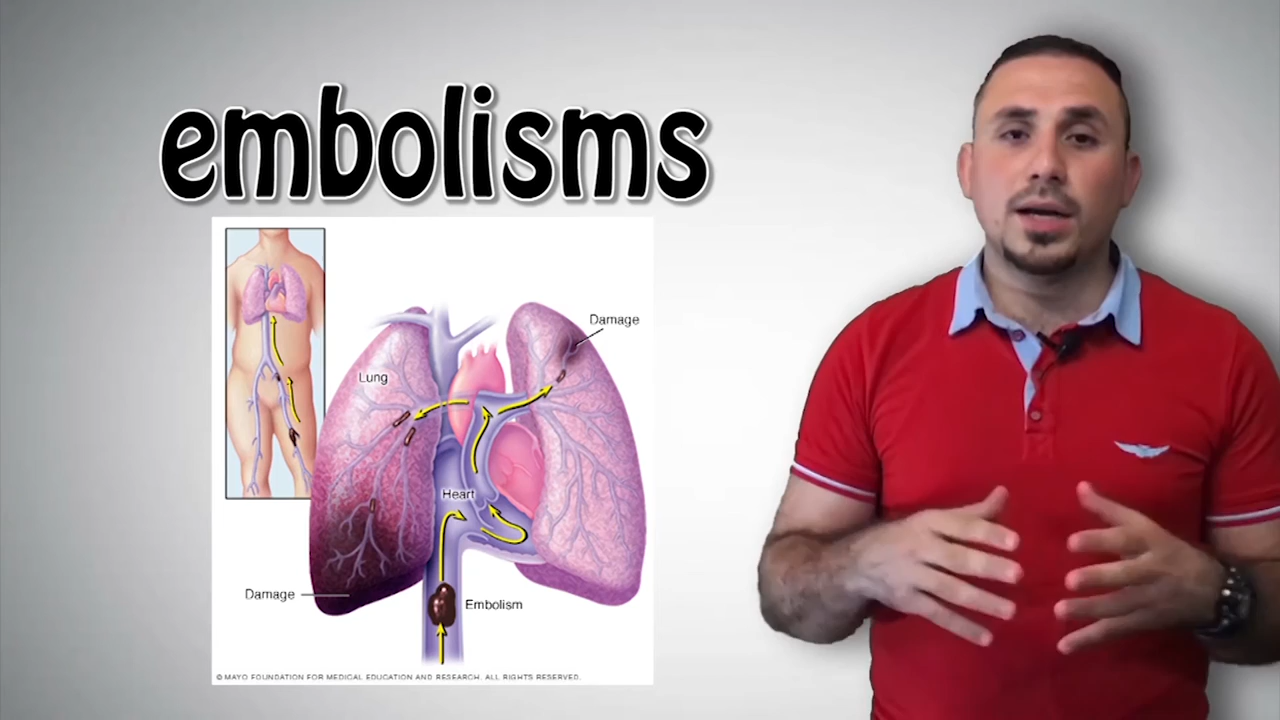 embolisms
Damage
Lung
Heart
Damage
Embolism
© MAYO FOUNDATION FOR MEDICAL EDUCATION AND RESEARCH. ALL RIGHTS RESERVED.